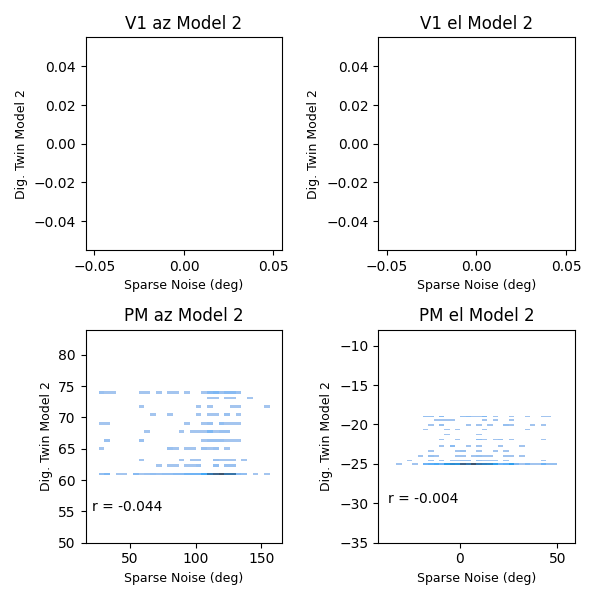 V1 az Model 2
V1 el Model 2
Dig. Twin Model 2
0.04
0.02
0.00
−0.02
−0.04
−0.05
0.00
0.05
Sparse Noise (deg)
Dig. Twin Model 2
0.04
0.02
0.00
−0.02
−0.04
−0.05
0.00
0.05
Sparse Noise (deg)
PM az Model 2
PM el Model 2
Dig. Twin Model 2
80
75
70
65
60
55
50
r = -0.044
50
100
150
Sparse Noise (deg)
Dig. Twin Model 2
−10
−15
−20
−25
−30
−35
r = -0.004
0
50
Sparse Noise (deg)